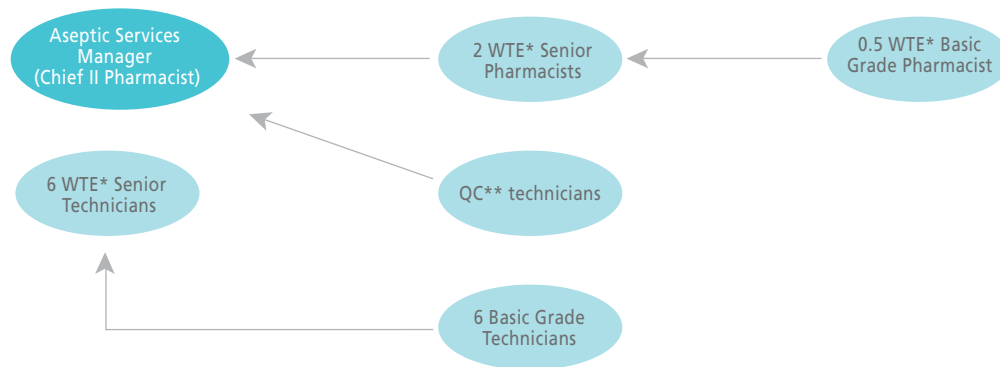 Aseptic Services
Manager
(Chief II Pharmacist)
2 WTE* Senior
Pharmacists
0.5 WTE* Basic
Grade Pharmacist
6 WTE* Senior
Technicians
QC** technicians
6 Basic Grade
Technicians